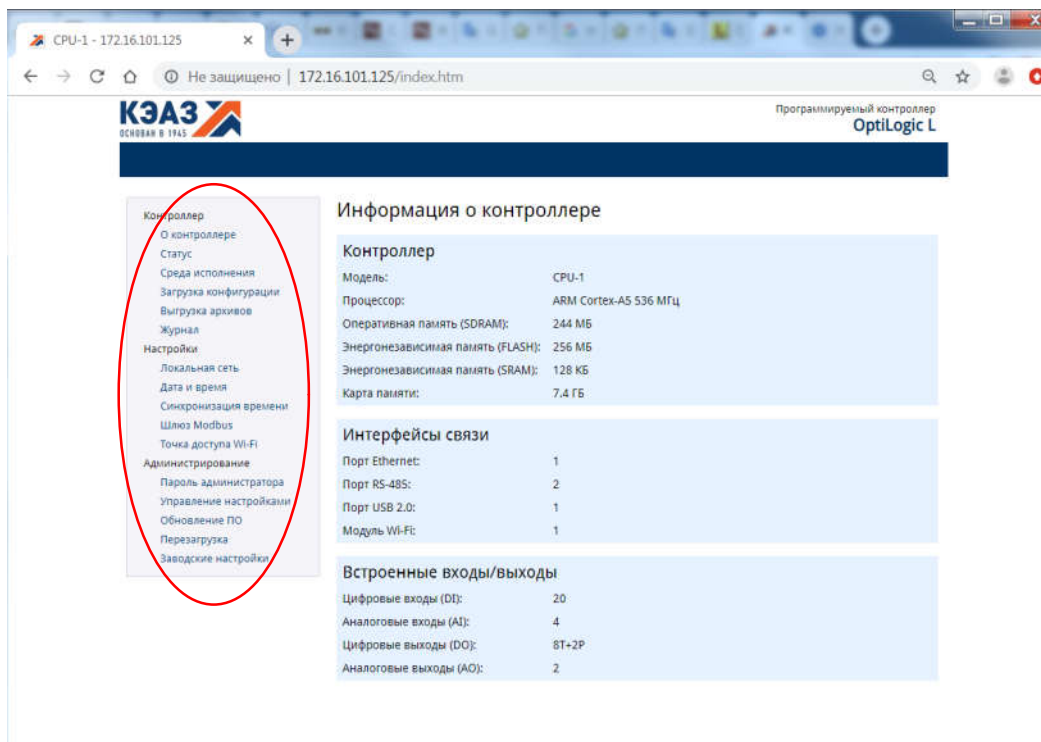 CPU-1 - 172.16.101.125
Не защищено | 172.16.101.125/index.htm
КЭАЗ
ОСНОВАН В 1945
Программируемый контроллер
OptiLogic L
Контроллер
О контроллере
Статус
Среда исполнения
Загрузка конфигурации
Выгрузка архивов
Журнал
Настройки
Локальная сеть
Дата и время
Синхронизация времени
Шлюз Modbus
Точка доступа Wi-Fi
Администрирование
Пароль администратора
Управление настройками
Обновление ПО
Перезагрузка
Заводские настройки
Информация о контроллере
Контроллер
Модель: CPU-1
Процессор: ARM Cortex-A5 536 МГц
Оперативная память (SDRAM): 244 МБ
Энергонезависимая память (FLASH): 256 МБ
Энергонезависимая память (SRAM): 128 КБ
Карта памяти: 7.4 ГБ
Интерфейсы связи
Порт Ethernet: 1
Порт RS-485: 2
Порт USB 2.0: 1
Модуль Wi-Fi: 1
Встроенные входы/выходы
Цифровые входы (DI): 20
Аналоговые входы (AI): 4
Цифровые выходы (DO): 8Т+2Р
Аналоговые выходы (AO): 2